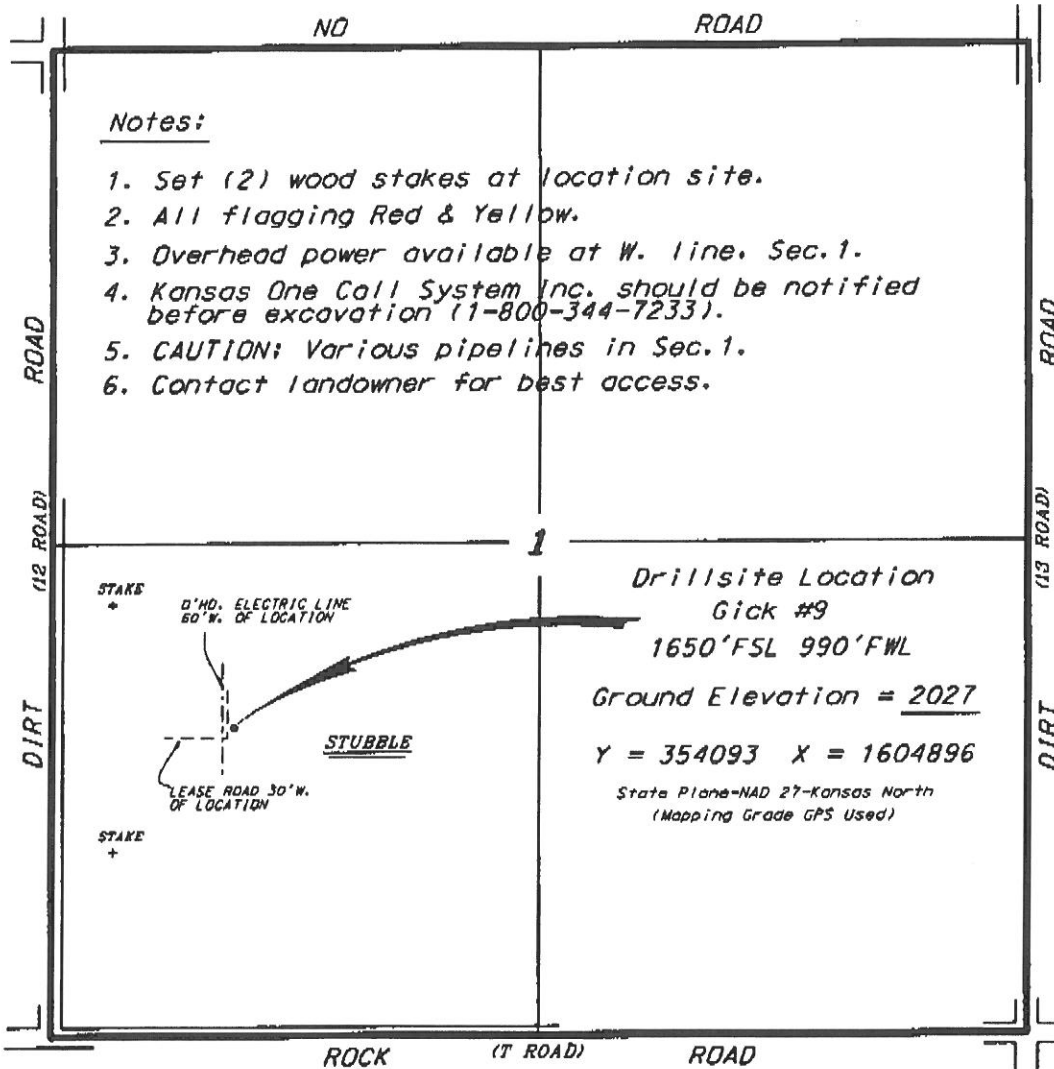 NO ROAD
Notes:
1. Set (2) wood stakes at location site.
2. All flagging Red & Yellow.
3. Overhead power available at W. line. Sec.1.
4. Kansas One Call System Inc. should be notified
before excavation (1-800-344-7233).
5. CAUTION: Various pipelines in Sec.1.
6. Contact landowner for best access.
DIRT (12 ROAD) ROAD
DIRT (13 ROAD) ROAD
1
STAKE
O'HD. ELECTRIC LINE
60'W. OF LOCATION
Drillsite Location
Gick #9
1650'FSL 990'FWL
Ground Elevation = 2027
STUBBLE
Y = 354093 X = 1604896
LEASE ROAD 30'W.
OF LOCATION
State Plane-NAD 27-Kansas North
(Mapping Grade GPS Used)
STAKE
ROCK (T ROAD) ROAD